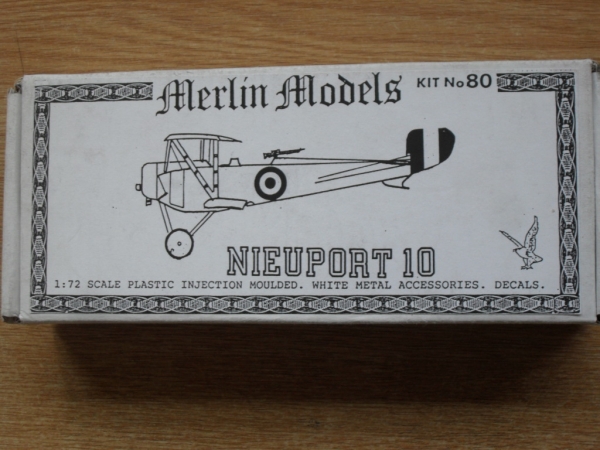 Merlin Models KIT No 80
NIEUPORT 10
1:72 SCALE PLASTIC INJECTION MOULDED. WHITE METAL ACCESSORIES. DECALS.